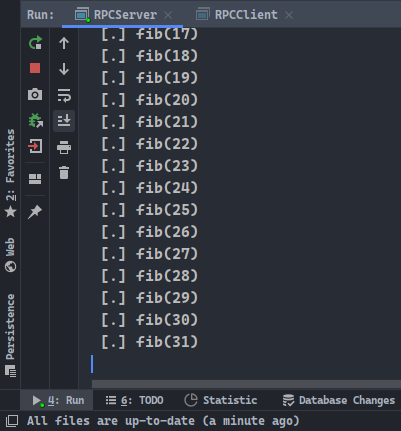 Run: RPCServer × RPCClient ×
[.] fib(17)
[.] fib(18)
[.] fib(19)
[.] fib(20)
[.] fib(21)
[.] fib(22)
[.] fib(23)
[.] fib(24)
[.] fib(25)
[.] fib(26)
[.] fib(27)
[.] fib(28)
[.] fib(29)
[.] fib(30)
[.] fib(31)
2: Favorites
Web
Persistence
4: Run 6: TODO Statistic Database Changes
All files are up-to-date (a minute ago)